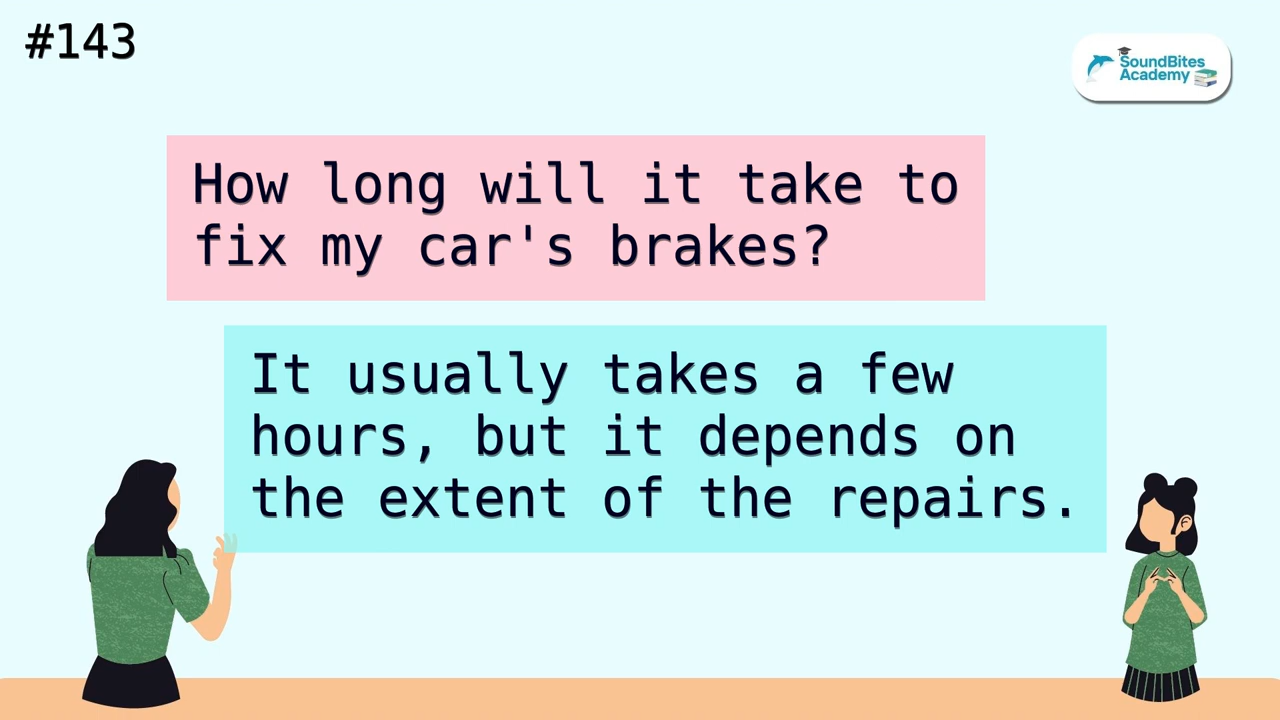 #143
SoundBites
Academy
How long will it take to
fix my car's brakes?
It usually takes a few
hours, but it depends on
the extent of the repairs.